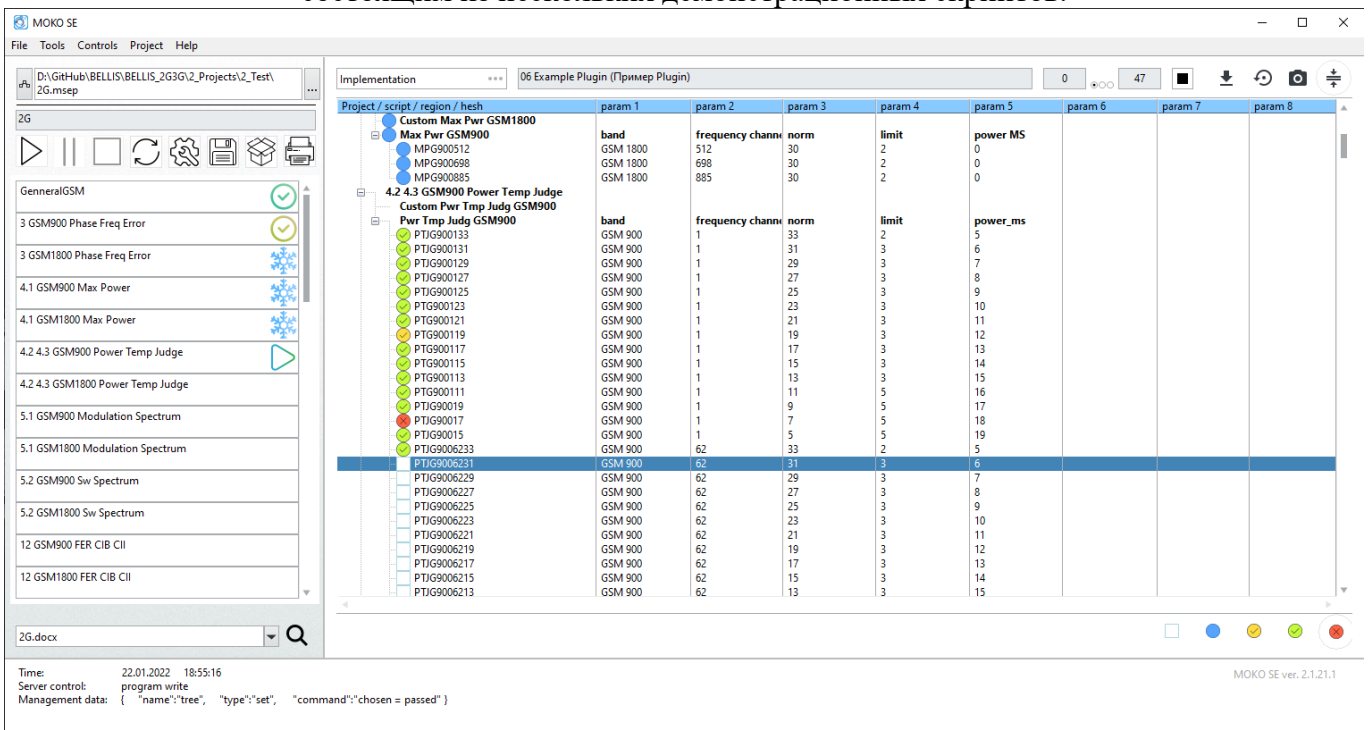 состоящим из нескольких демонстрационных скриптов.
MOKO SE
File Tools Controls Project Help
D:\GitHub\BELLIS\BELLIS_2G3G\2_Projects\2_Test\
2G.msep
...
2G
GenneralGSM
3 GSM900 Phase Freq Error
3 GSM1800 Phase Freq Error
4.1 GSM900 Max Power
4.1 GSM1800 Max Power
4.2 4.3 GSM900 Power Temp Judge
4.2 4.3 GSM1800 Power Temp Judge
5.1 GSM900 Modulation Spectrum
5.1 GSM1800 Modulation Spectrum
5.2 GSM900 Sw Spectrum
5.2 GSM1800 Sw Spectrum
12 GSM900 FER CIB CII
12 GSM1800 FER CIB CII
2G.docx
Implementation
06 Example Plugin (Пример Plugin)
0 47
Project / script / region / hesh param 1 param 2 param 3 param 4 param 5 param 6 param 7 param 8
Custom Max Pwr GSM1800
Max Pwr GSM900 band frequency channe norm limit power MS
MPG900512 GSM 1800 512 30 2 0
MPG900698 GSM 1800 698 30 2 0
MPG900885 GSM 1800 885 30 2 0
4.2 4.3 GSM900 Power Temp Judge
Custom Pwr Tmp Judg GSM900
Pwr Tmp Judg GSM900 band frequency channe norm limit power_ms
PTJG900133 GSM 900 1 33 2 5
PTJG900131 GSM 900 1 31 3 6
PTJG900129 GSM 900 1 29 3 7
PTJG900127 GSM 900 1 27 3 8
PTJG900125 GSM 900 1 25 3 9
PTG900123 GSM 900 1 23 3 10
PTG900121 GSM 900 1 21 3 11
PTG900119 GSM 900 1 19 3 12
PTG900117 GSM 900 1 17 3 13
PTG900115 GSM 900 1 15 3 14
PTG900113 GSM 900 1 13 3 15
PTG900111 GSM 900 1 11 5 16
PTJG90019 GSM 900 1 9 5 17
PTJG90017 GSM 900 1 7 5 18
PTJG90015 GSM 900 1 5 5 19
PTJG9006233 GSM 900 62 33 2 5
PTJG9006231 GSM 900 62 31 3 6
PTJG9006229 GSM 900 62 29 3 7
PTJG9006227 GSM 900 62 27 3 8
PTJG9006225 GSM 900 62 25 3 9
PTJG9006223 GSM 900 62 23 3 10
PTJG9006221 GSM 900 62 21 3 11
PTJG9006219 GSM 900 62 19 3 12
PTJG9006217 GSM 900 62 17 3 13
PTJG9006215 GSM 900 62 15 3 14
PTJG9006213 GSM 900 62 13 3 15
Time: 22.01.2022 18:55:16
Server control: program write
Management data: { "name":"tree", "type":"set", "command":"chosen = passed" }
MOKO SE ver. 2.1.21.1